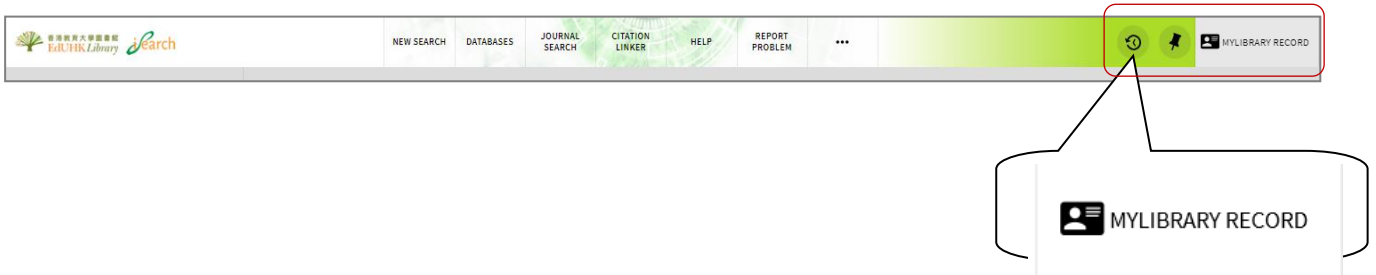 香港教育大學圖書館
EdUHK Library iSearch
NEW SEARCH
DATABASES
JOURNAL
SEARCH
CITATION
LINKER
HELP
REPORT
PROBLEM
•••
MYLIBRARY RECORD
MYLIBRARY RECORD